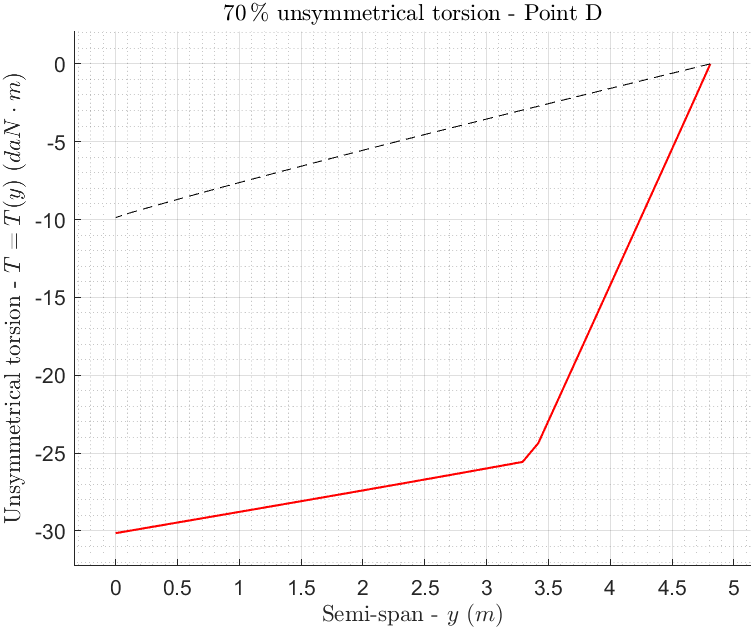 70 % unsymmetrical torsion - Point D
Unsymmetrical torsion - T = T(y) (daN · m)
0
-5
-10
-15
-20
-25
-30
0 0.5 1 1.5 2 2.5 3 3.5 4 4.5 5
Semi-span - y (m)